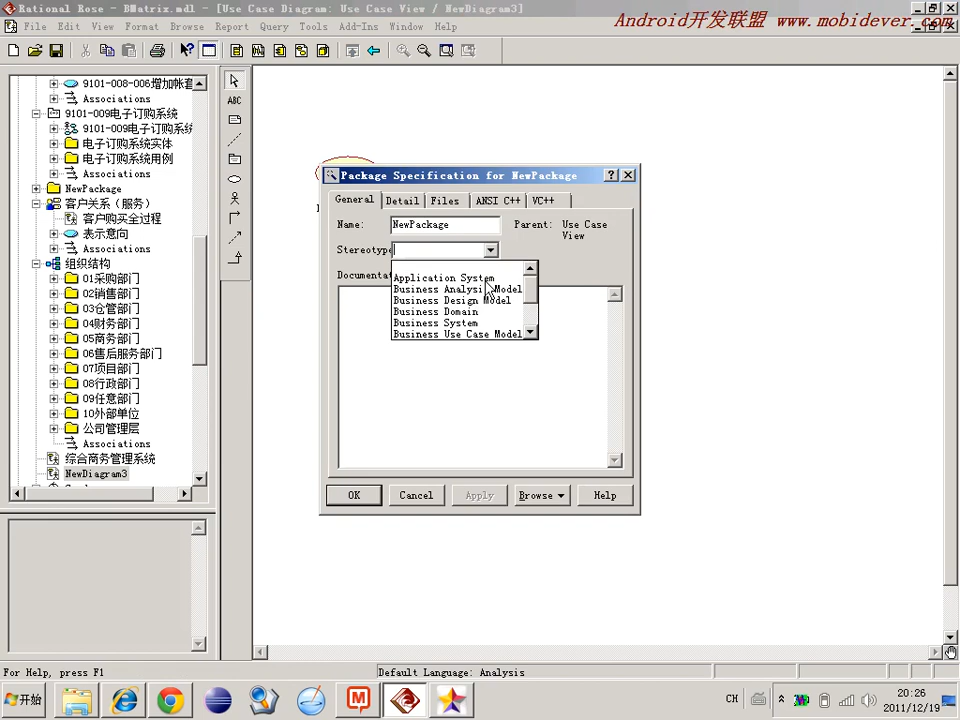 Rational Rose - BMatrix.mdl - [Use Case Diagram: Use Case View / NewDiagram3]
Android开发联盟 www.mobidever.com
File Edit View Format Browse Report Query Tools Add-Ins Window Help
ABC
9101-008-006增加帐套
Associations
9101-009电子订购系统
9101-009电子订购系统
电子订购系统实体
电子订购系统用例
Associations
NewPackage
客户关系（服务）
客户购买全过程
表示意向
Associations
组织结构
01采购部门
02销售部门
03仓管部门
04财务部门
05商务部门
06售后服务部门
07项目部门
08行政部门
09任意部门
10外部单位
公司管理层
Associations
综合商务管理系统
NewDiagram3
Package Specification for NewPackage
General Detail Files ANSI C++ VC++
Name: NewPackage Parent: Use Case View
Stereotype
Documentat
Application System
Business Analysis Model
Business Design Model
Business Domain
Business System
Business Use Case Model
OK Cancel Apply Browse Help
For Help, press F1
Default Language: Analysis
开始
CH
20:26
2011/12/19